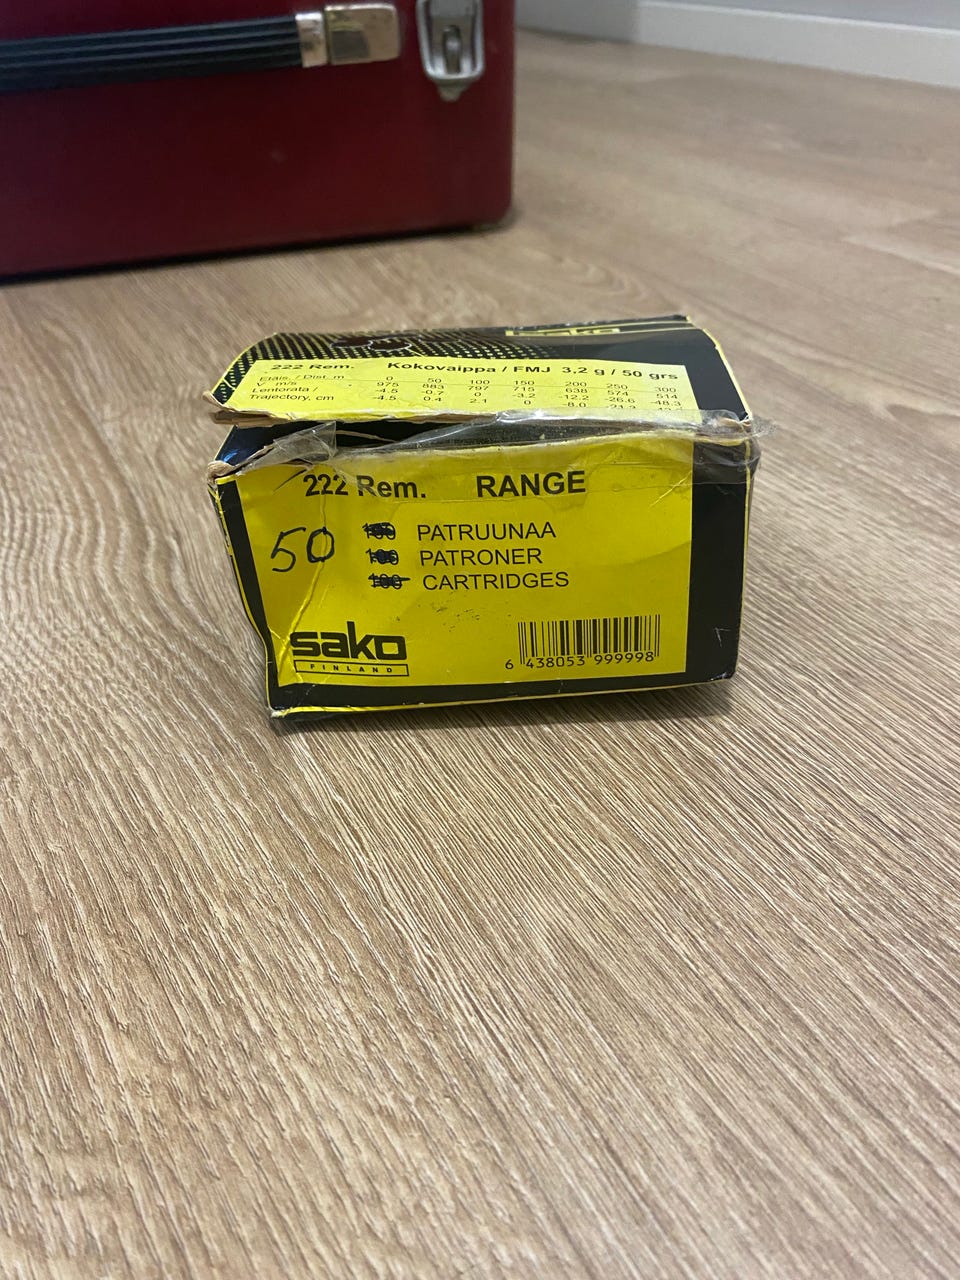 sako
222 Rem. Kokovaippa / FMJ 3,2 g / 50 grs
Etäis. / Dist. m 0 50 100 150 200 250 300
V m/s 975 883 797 715 638 574 514
Lentorata / -4.5 -0.7 0 -3.2 -12.2 -26.6 -48.3
Trajectory, cm -4.5 0.4 2.1 0 -8.0
222 Rem. RANGE
50
100 PATRUUNAA
100 PATRONER
100 CARTRIDGES
sako
FINLAND
6 438053 999998